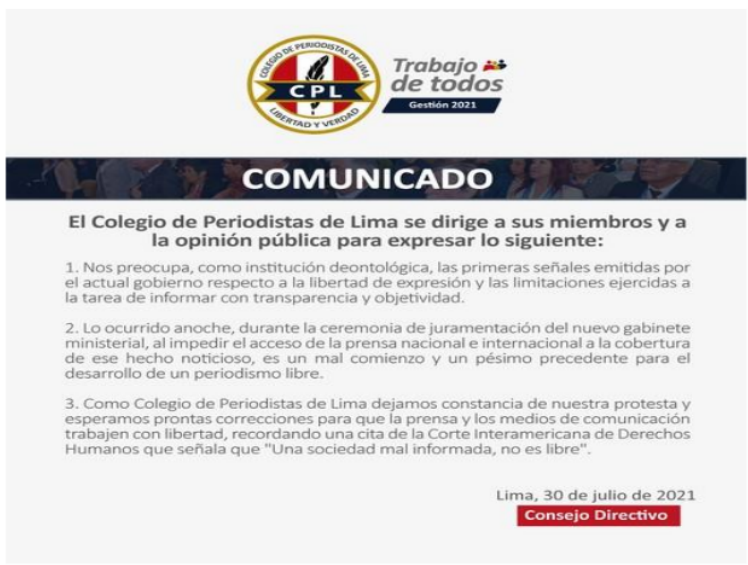 COLEGIO DE PERIODISTAS DE LIMA
CPL
LIBERTAD Y VERDAD
Trabajo
de todos
Gestión 2021
COMUNICADO
El Colegio de Periodistas de Lima se dirige a sus miembros y a
la opinión pública para expresar lo siguiente:
1. Nos preocupa, como institución deontológica, las primeras señales emitidas por
el actual gobierno respecto a la libertad de expresión y las limitaciones ejercidas a
la tarea de informar con transparencia y objetividad.
2. Lo ocurrido anoche, durante la ceremonia de juramentación del nuevo gabinete
ministerial, al impedir el acceso de la prensa nacional e internacional a la cobertura
de ese hecho noticioso, es un mal comienzo y un pésimo precedente para el
desarrollo de un periodismo libre.
3. Como Colegio de Periodistas de Lima dejamos constancia de nuestra protesta y
esperamos prontas correcciones para que la prensa y los medios de comunicación
trabajen con libertad, recordando una cita de la Corte Interamericana de Derechos
Humanos que señala que "Una sociedad mal informada, no es libre".
Lima, 30 de julio de 2021
Consejo Directivo